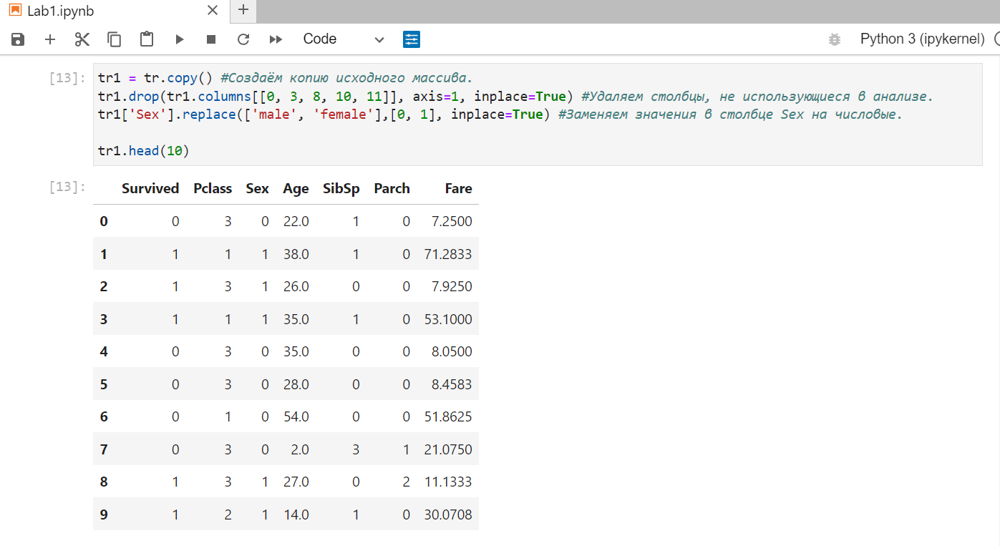 Lab1.ipynb
Code
Python 3 (ipykernel)
[13]: tr1 = tr.copy() #Создаём копию исходного массива.
tr1.drop(tr1.columns[[0, 3, 8, 10, 11]], axis=1, inplace=True) #Удаляем столбцы, не использующиеся в анализе.
tr1['Sex'].replace(['male', 'female'],[0, 1], inplace=True) #Заменяем значения в столбце Sex на числовые.
tr1.head(10)
[13]: Survived Pclass Sex Age SibSp Parch Fare
0 0 3 0 22.0 1 0 7.2500
1 1 1 1 38.0 1 0 71.2833
2 1 3 1 26.0 0 0 7.9250
3 1 1 1 35.0 1 0 53.1000
4 0 3 0 35.0 0 0 8.0500
5 0 3 0 28.0 0 0 8.4583
6 0 1 0 54.0 0 0 51.8625
7 0 3 0 2.0 3 1 21.0750
8 1 3 1 27.0 0 2 11.1333
9 1 2 1 14.0 1 0 30.0708